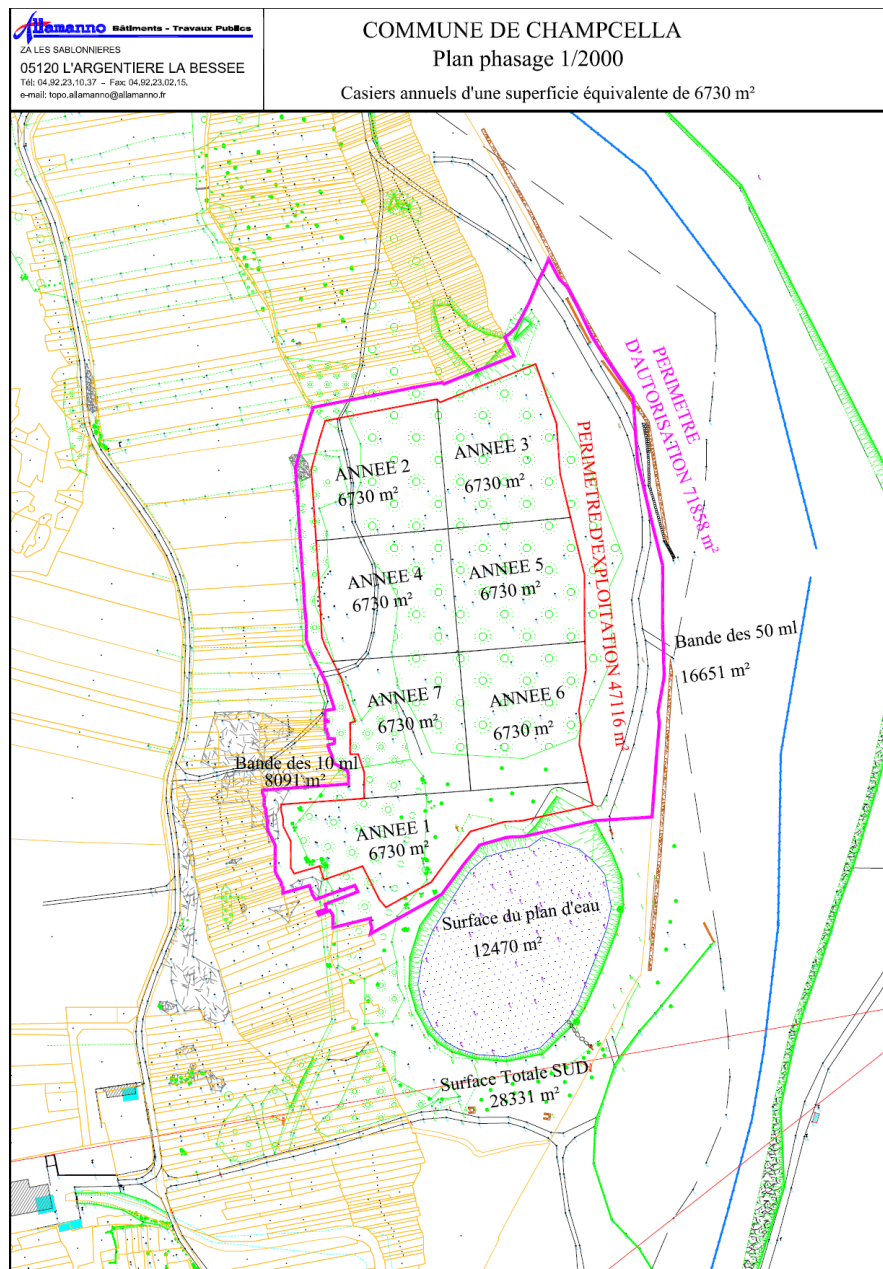 Allamanno Bâtiments - Travaux Publics
ZA LES SABLONNIERES
05120 L'ARGENTIERE LA BESSEE
Tél: 04.92.23.10.37 - Fax: 04.92.23.02.15.
e-mail: topo.allamanno@allamanno.fr
COMMUNE DE CHAMPCELLA
Plan phasage 1/2000
Casiers annuels d'une superficie équivalente de 6730 m²
PERIMETRE
D'AUTORISATION 71858 m²
PERIMETRE D'EXPLOITATION 47116 m²
ANNEE 2
6730 m²
ANNEE 3
6730 m²
ANNEE 4
6730 m²
ANNEE 5
6730 m²
ANNEE 7
6730 m²
ANNEE 6
6730 m²
Bande des 50 ml
16651 m²
Bande des 10 ml
8091 m²
ANNEE 1
6730 m²
Surface du plan d'eau
12470 m²
Surface Totale SUD
28331 m²